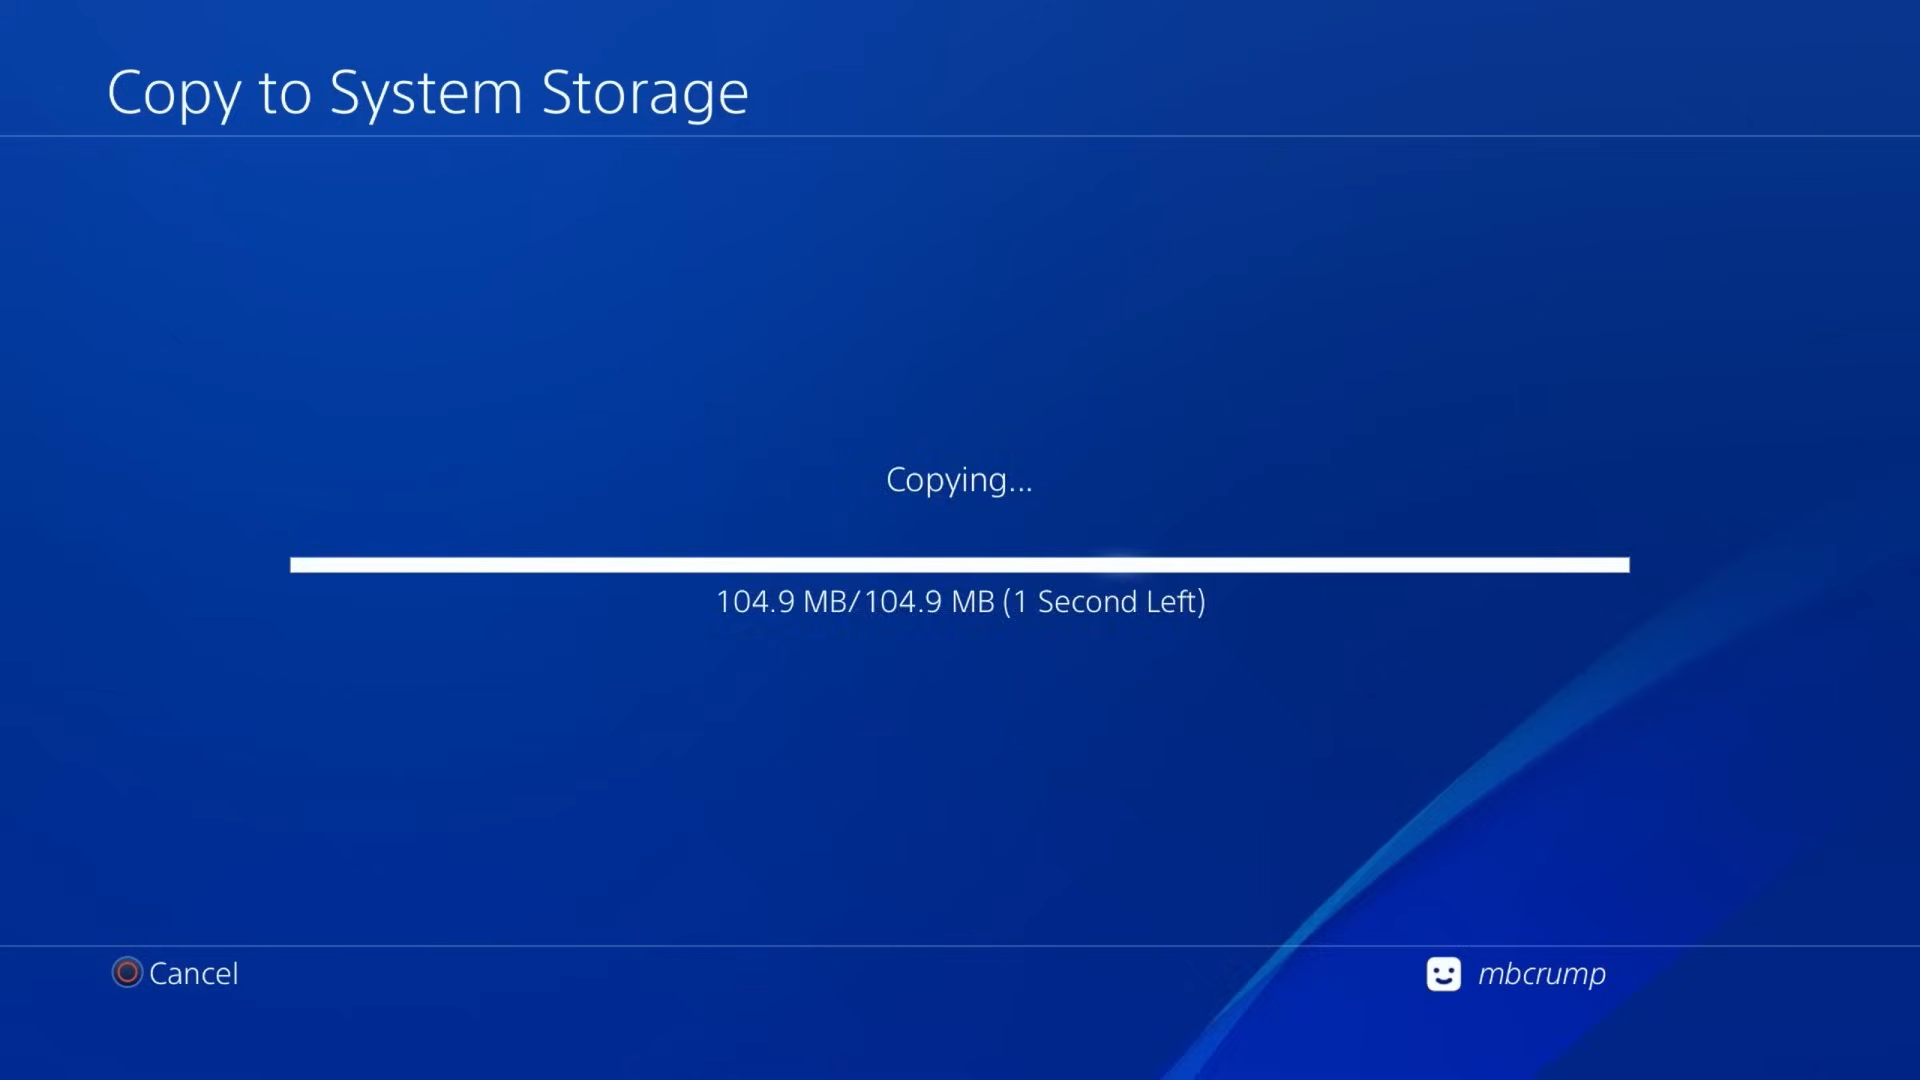 Copy to System Storage
Copying...
104.9 MB/104.9 MB (1 Second Left)
Cancel
mbcrump